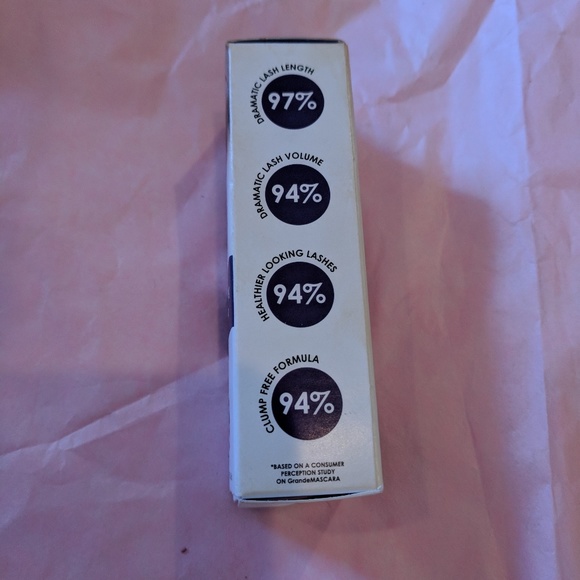 DRAMATIC LASH LENGTH
97%
DRAMATIC LASH VOLUME
94%
HEALTHIER LOOKING LASHES
94%
CLUMP FREE FORMULA
94%
*BASED ON A CONSUMER
PERCEPTION STUDY
ON GrandeMASCARA